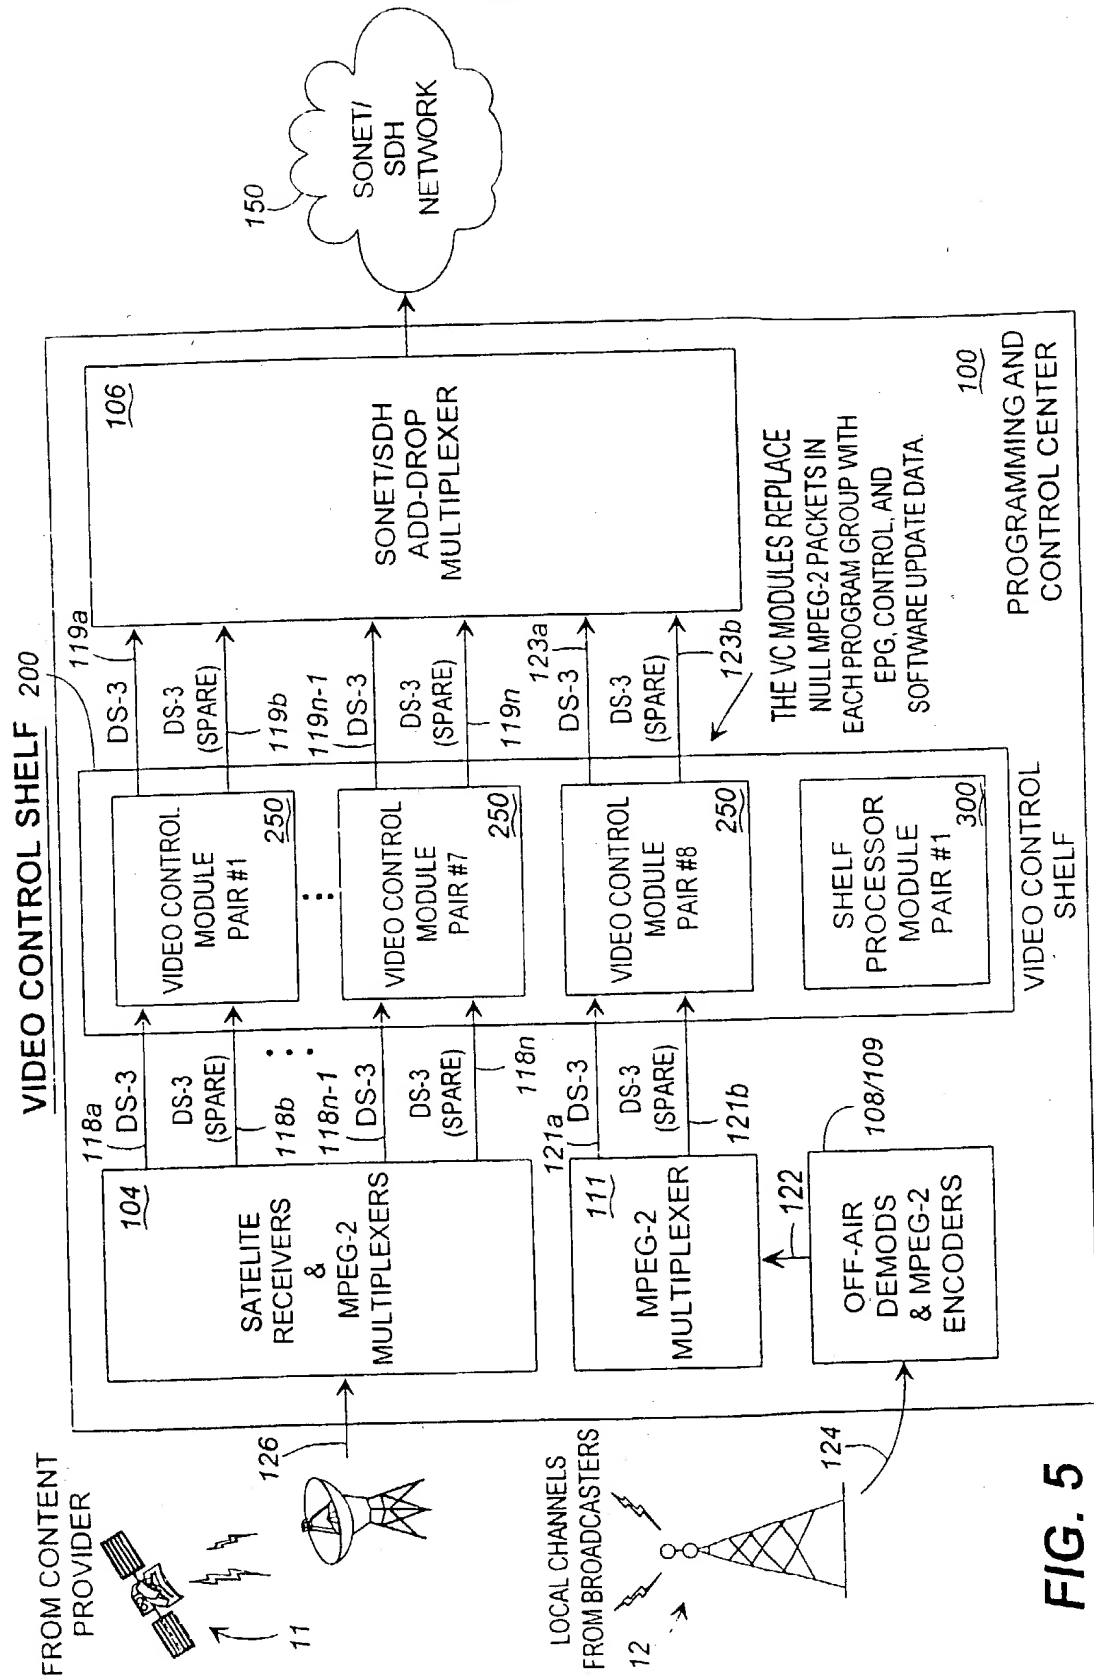 VIDEO CONTROL SHELF
FROM CONTENT
PROVIDER
11
126
LOCAL CHANNELS
FROM BROADCASTERS
12
124
104
SATELITE
RECEIVERS
&
MPEG-2
MULTIPLEXERS
111
MPEG-2
MULTIPLEXER
122
OFF-AIR
DEMODS
& MPEG-2
ENCODERS
108/109
118a
DS-3
DS-3
(SPARE)
118b
118n-1
DS-3
DS-3
(SPARE)
118n
121a
DS-3
DS-3
(SPARE)
121b
200
VIDEO CONTROL
MODULE
PAIR #1
250
VIDEO CONTROL
MODULE
PAIR #7
250
VIDEO CONTROL
MODULE
PAIR #8
250
SHELF
PROCESSOR
MODULE
PAIR #1
300
VIDEO CONTROL
SHELF
119a
DS-3
DS-3
(SPARE)
119b
119n-1
DS-3
DS-3
(SPARE)
119n
123a
DS-3
DS-3
(SPARE)
123b
106
SONET/SDH
ADD-DROP
MULTIPLEXER
THE VC MODULES REPLACE
NULL MPEG-2 PACKETS IN
EACH PROGRAM GROUP WITH
EPG, CONTROL, AND
SOFTWARE UPDATE DATA.
100
PROGRAMMING AND
CONTROL CENTER
150
SONET/
SDH
NETWORK
FIG. 5